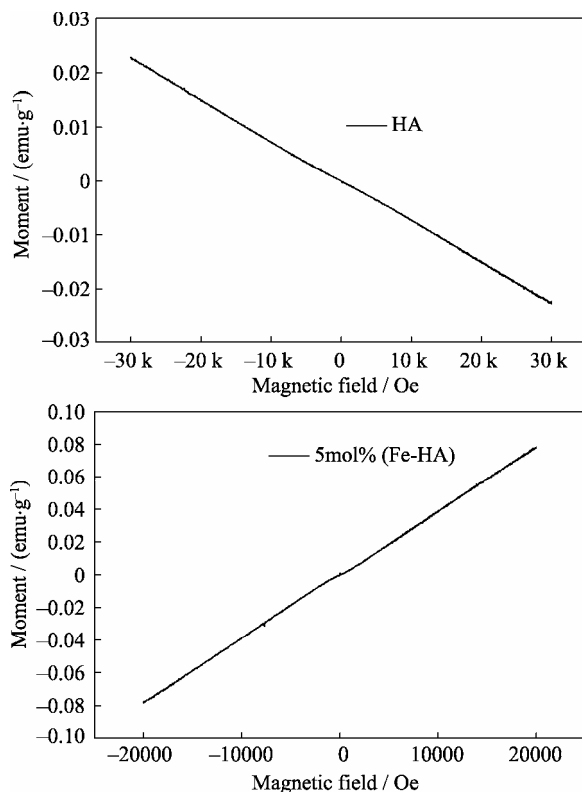 0.03
0.02
0.01
0
–0.01
–0.02
–0.03
Moment / (emu·g⁻¹)
HA
–30 k –20 k –10 k 0 10 k 20 k 30 k
Magnetic field / Oe
0.10
0.08
0.06
0.04
0.02
0
–0.02
–0.04
–0.06
–0.08
–0.10
Moment / (emu·g⁻¹)
5mol% (Fe-HA)
–20000 –10000 0 10000 20000
Magnetic field / Oe